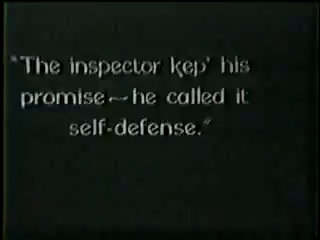 "The inspector kep' his
promise~he called it
self-defense."